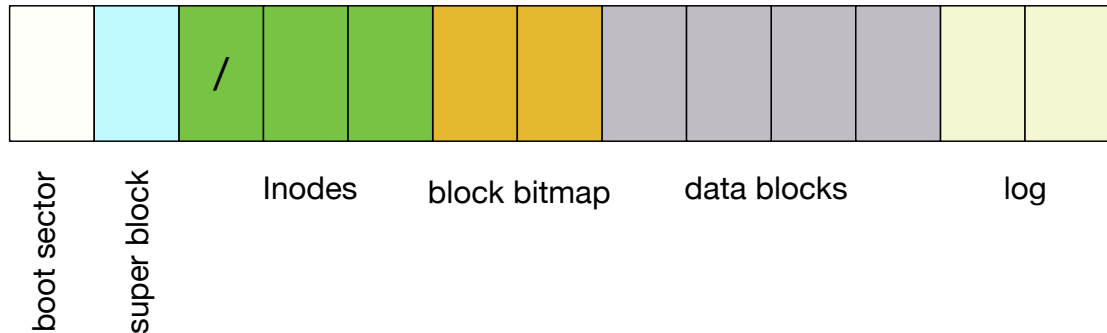 /
boot sector
super block
Inodes
block bitmap
data blocks
log